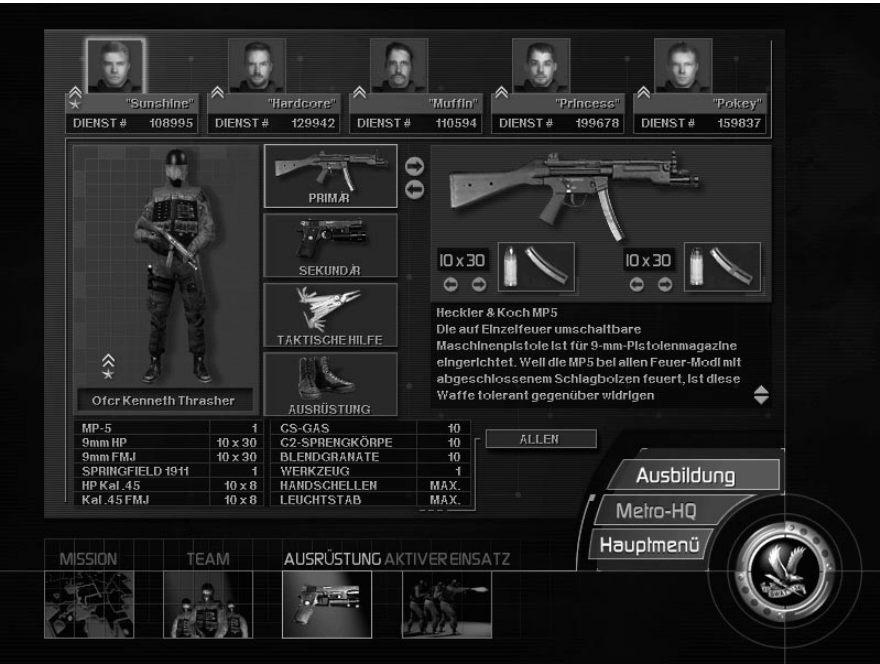 "Sunshine" "Hardcore" "Muffin" "Princess" "Pokey"
DIENST # 108995 DIENST # 129942 DIENST # 110594 DIENST # 199678 DIENST # 159837
PRIMÄR
SEKUNDÄR
TAKTISCHE HILFE
AUSRÜSTUNG
Ofcr Kenneth Thrasher
10 x 30 10 x 30
Heckler & Koch MP5
Die auf Einzelfeuer umschaltbare
Maschinenpistole ist für 9-mm-Pistolenmagazine
eingerichtet. Weil die MP5 bei allen Feuer-Modi mit
abgeschlossenem Schlagbolzen feuert, ist diese
Waffe tolerant gegenüber widrigen
MP-5 1 CS-GAS 10
9mm HP 10 x 30 C2-SPRENGKÖRPE 10
9mm FMJ 10 x 30 BLENDGRANATE 10
SPRINGFIELD 1911 1 WERKZEUG 1
HP Kal .45 10 x 8 HANDSCHELLEN MAX.
Kal .45 FMJ 10 x 8 LEUCHTSTAB MAX.
ALLEN
Ausbildung
Metro-HQ
Hauptmenü
MISSION TEAM AUSRÜSTUNG AKTIVER EINSATZ